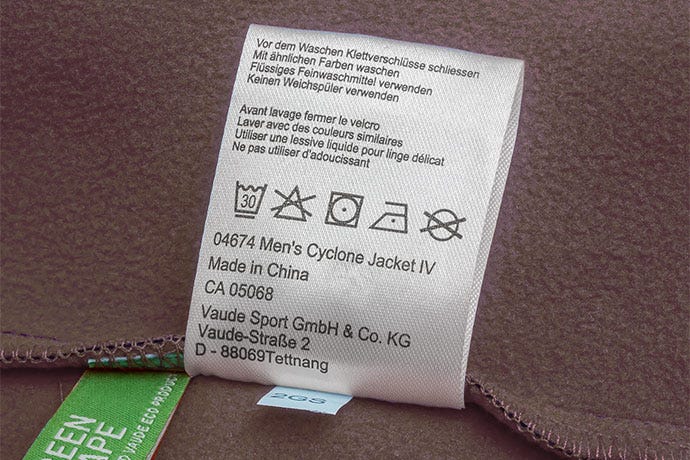 Vor dem Waschen Klettverschlüsse schliessen
Mit ähnlichen Farben waschen
Flüssiges Feinwaschmittel verwenden
Keinen Weichspüler verwenden
Avant lavage fermer le velcro
Laver avec des couleurs similaires
Utiliser une lessive liquide pour linge délicat
Ne pas utiliser d'adoucissant
30
04674 Men's Cyclone Jacket IV
Made in China
CA 05068
Vaude Sport GmbH & Co. KG
Vaude-Straße 2
D - 88069Tettnang
2GS
VAUDE ECO PRODUCT